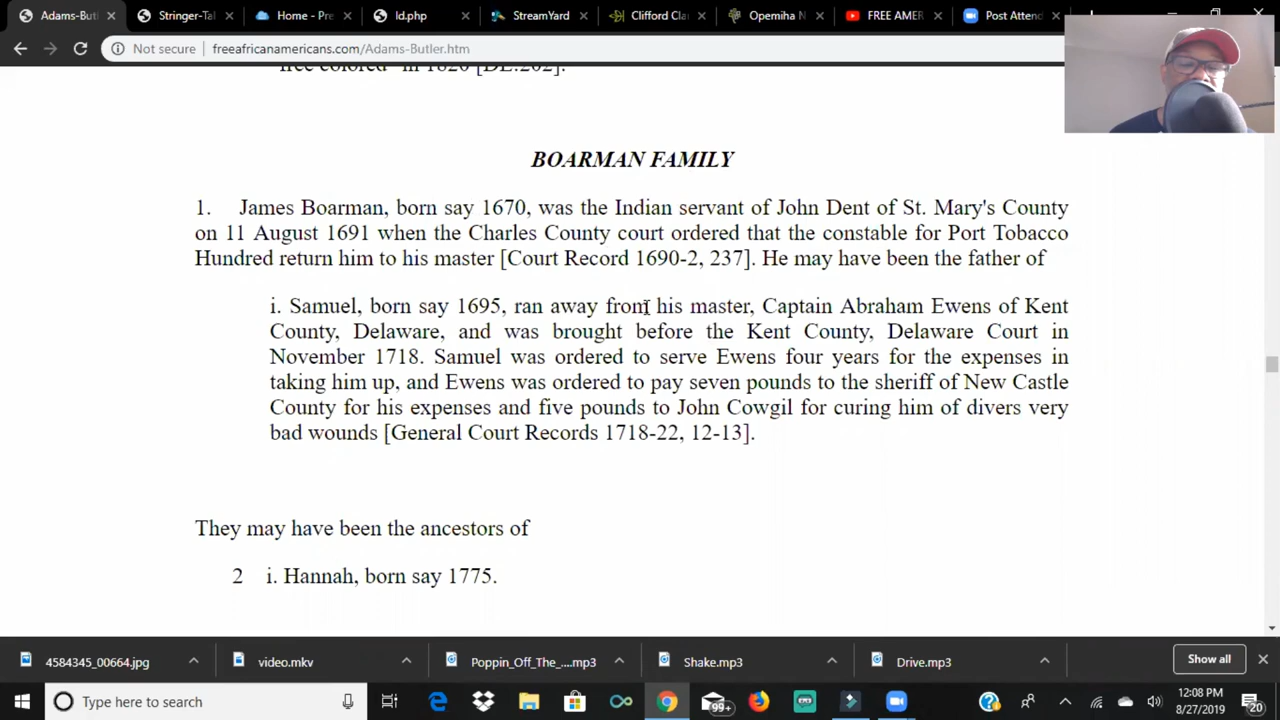 Adams-But
Stringer-Tal
Home - Pre
ld.php
StreamYard
Clifford Cla
Opemiha N
FREE AMER
Post Attend
Not secure | freeafricanamericans.com/Adams-Butler.htm
"free colored" in 1820 [DE:202].
BOARMAN FAMILY
1. James Boarman, born say 1670, was the Indian servant of John Dent of St. Mary's County
on 11 August 1691 when the Charles County court ordered that the constable for Port Tobacco
Hundred return him to his master [Court Record 1690-2, 237]. He may have been the father of
i. Samuel, born say 1695, ran away from his master, Captain Abraham Ewens of Kent
County, Delaware, and was brought before the Kent County, Delaware Court in
November 1718. Samuel was ordered to serve Ewens four years for the expenses in
taking him up, and Ewens was ordered to pay seven pounds to the sheriff of New Castle
County for his expenses and five pounds to John Cowgil for curing him of divers very
bad wounds [General Court Records 1718-22, 12-13].
They may have been the ancestors of
2 i. Hannah, born say 1775.
4584345_00664.jpg
video.mkv
Poppin_Off_The_....mp3
Shake.mp3
Drive.mp3
Show all
Type here to search
99+
12:08 PM
8/27/2019
20